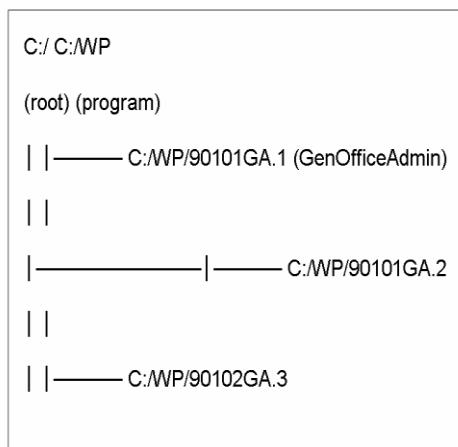 C:/ C:/WP
(root) (program)
| |——— C:/WP/90101GA.1 (GenOfficeAdmin)
| |
|————————|——— C:/WP/90101GA.2
| |
| |——— C:/WP/90102GA.3